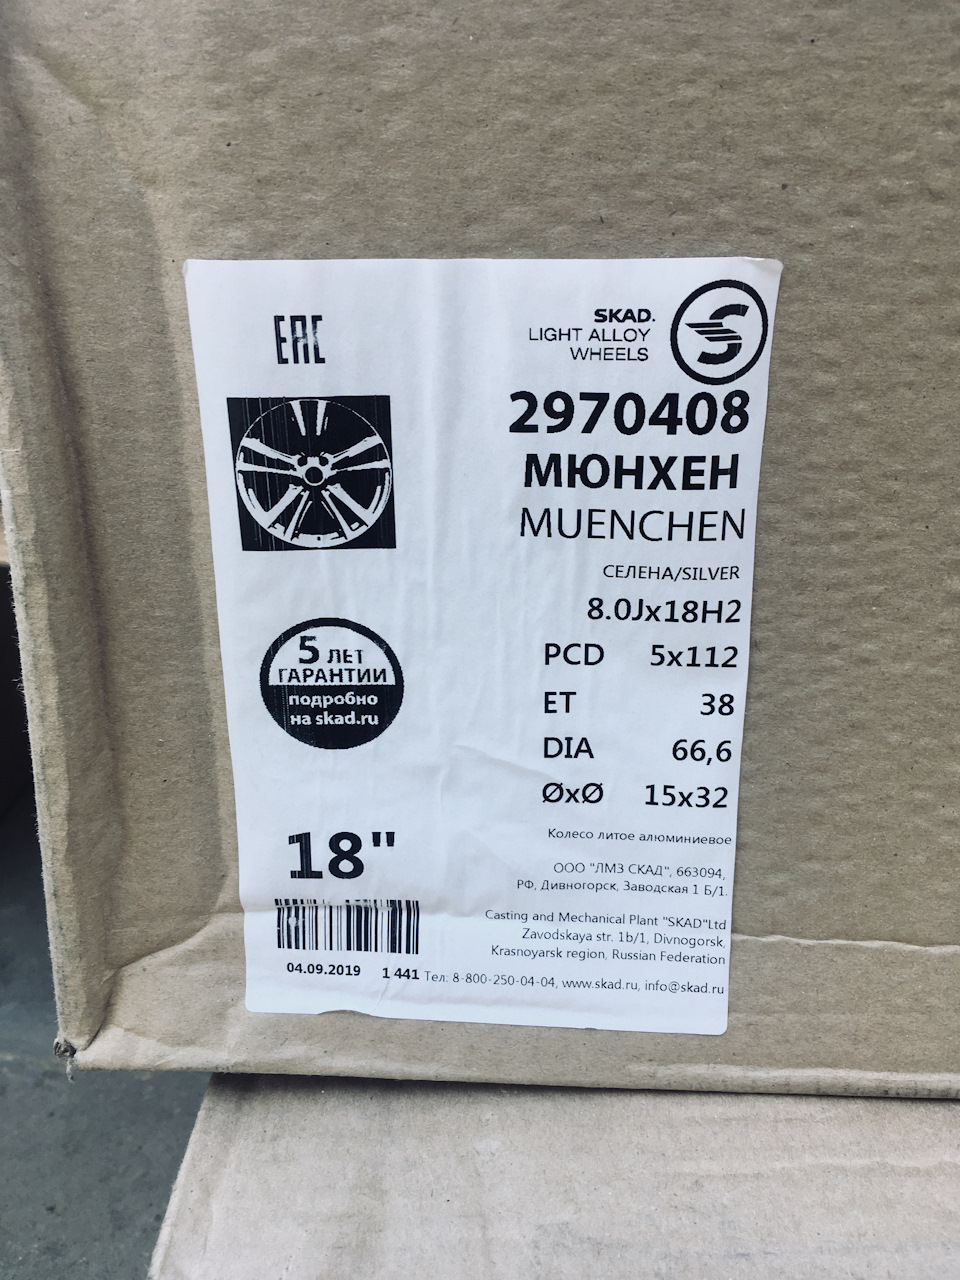 EAC
SKAD.
LIGHT ALLOY
WHEELS
S
2970408
МЮНХЕН
MUENCHEN
СЕЛЕНА/SILVER
8.0Jx18H2
PCD 5x112
ET 38
DIA 66,6
ØxØ 15x32
5 ЛЕТ
ГАРАНТИИ
подробно
на skad.ru
18"
Колесо литое алюминиевое
ООО "ЛМЗ СКАД", 663094,
РФ, Дивногорск, Заводская 1 Б/1.
Casting and Mechanical Plant "SKAD"Ltd
Zavodskaya str. 1b/1, Divnogorsk,
Krasnoyarsk region, Russian Federation
04.09.2019 1 441 Тел: 8-800-250-04-04, www.skad.ru, info@skad.ru